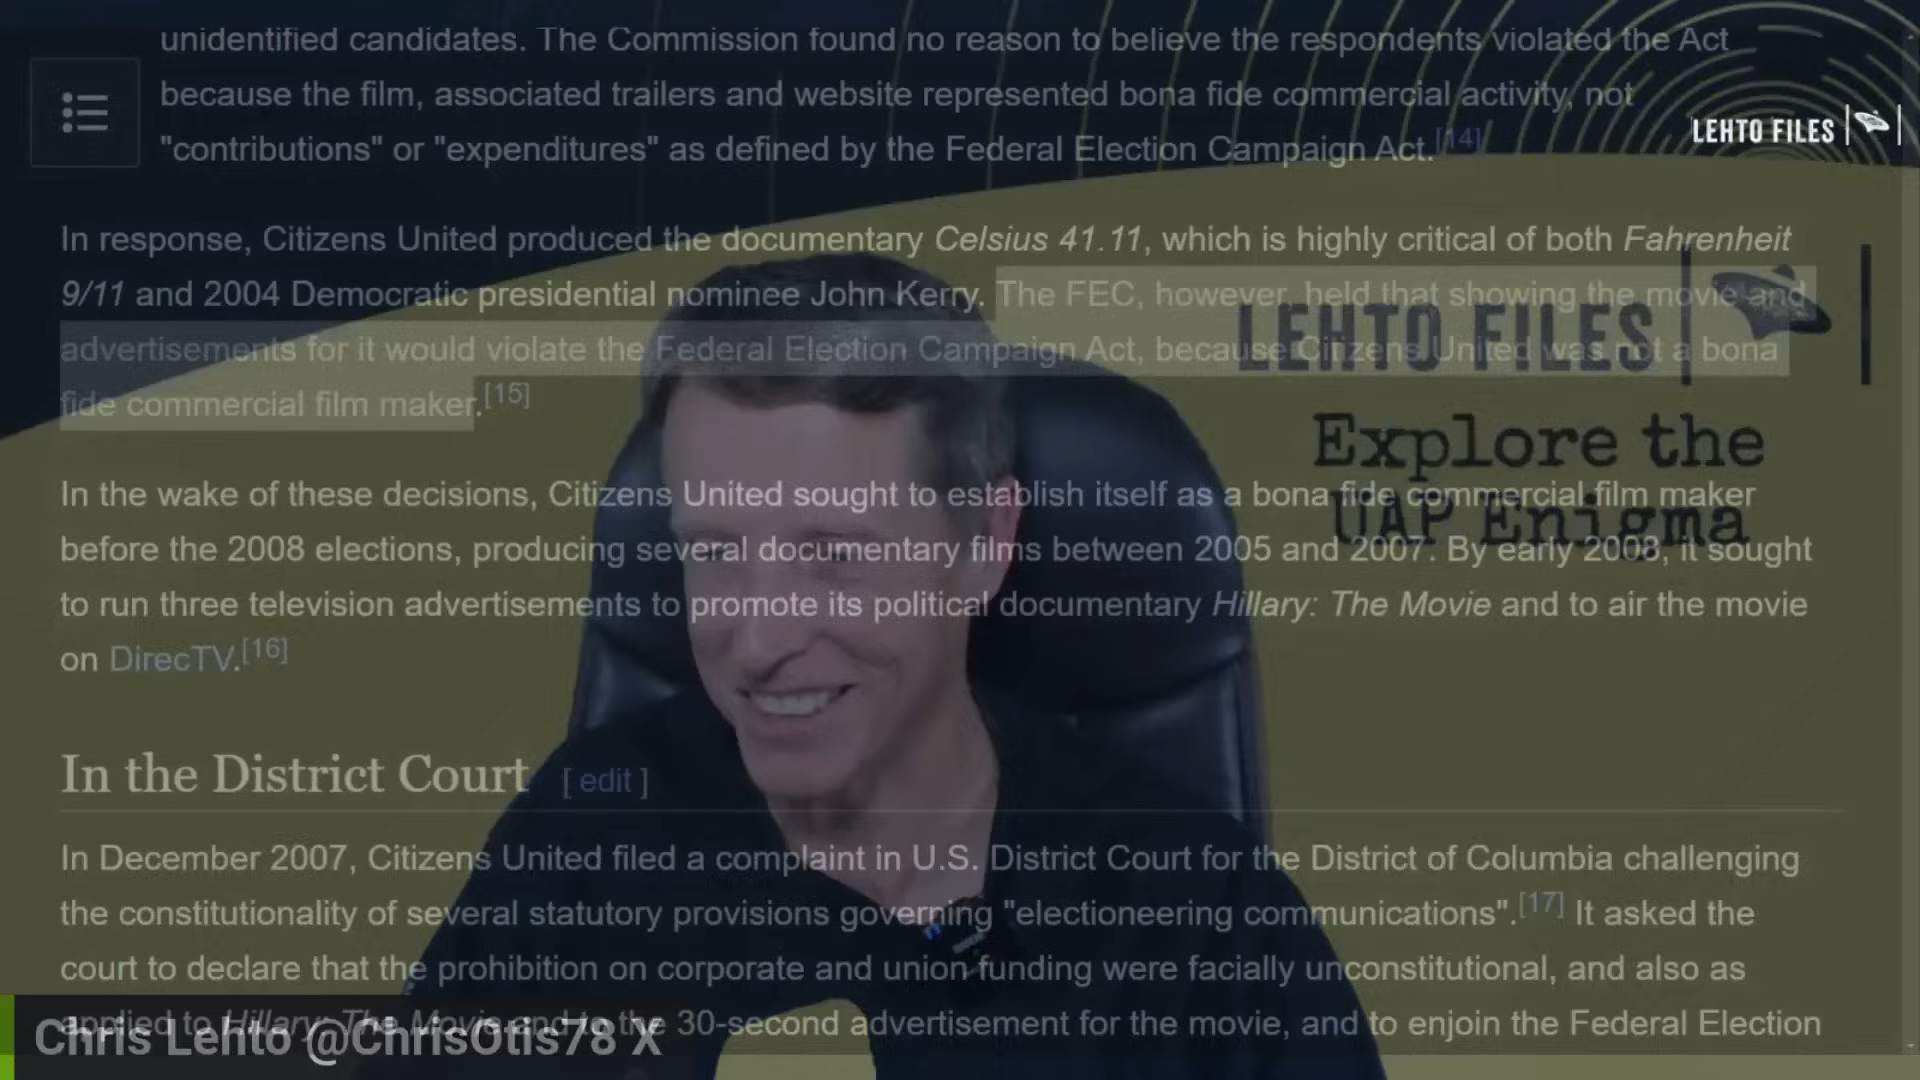 unidentified candidates. The Commission found no reason to believe the respondents violated the Act
because the film, associated trailers and website represented bona fide commercial activity, not
"contributions" or "expenditures" as defined by the Federal Election Campaign Act.[14]
LEHTO FILES
In response, Citizens United produced the documentary Celsius 41.11, which is highly critical of both Fahrenheit
9/11 and 2004 Democratic presidential nominee John Kerry. The FEC, however, held that showing the movie and
advertisements for it would violate the Federal Election Campaign Act, because Citizens United was not a bona
fide commercial film maker.[15]
LEHTO FILES
Explore the
UAP Enigma
In the wake of these decisions, Citizens United sought to establish itself as a bona fide commercial film maker
before the 2008 elections, producing several documentary films between 2005 and 2007. By early 2008, it sought
to run three television advertisements to promote its political documentary Hillary: The Movie and to air the movie
on DirecTV.[16]
In the District Court [ edit ]
In December 2007, Citizens United filed a complaint in U.S. District Court for the District of Columbia challenging
the constitutionality of several statutory provisions governing "electioneering communications".[17] It asked the
court to declare that the prohibition on corporate and union funding were facially unconstitutional, and also as
applied to Hillary: The Movie and to the 30-second advertisement for the movie, and to enjoin the Federal Election
Chris Lehto @ChrisOtis78 X